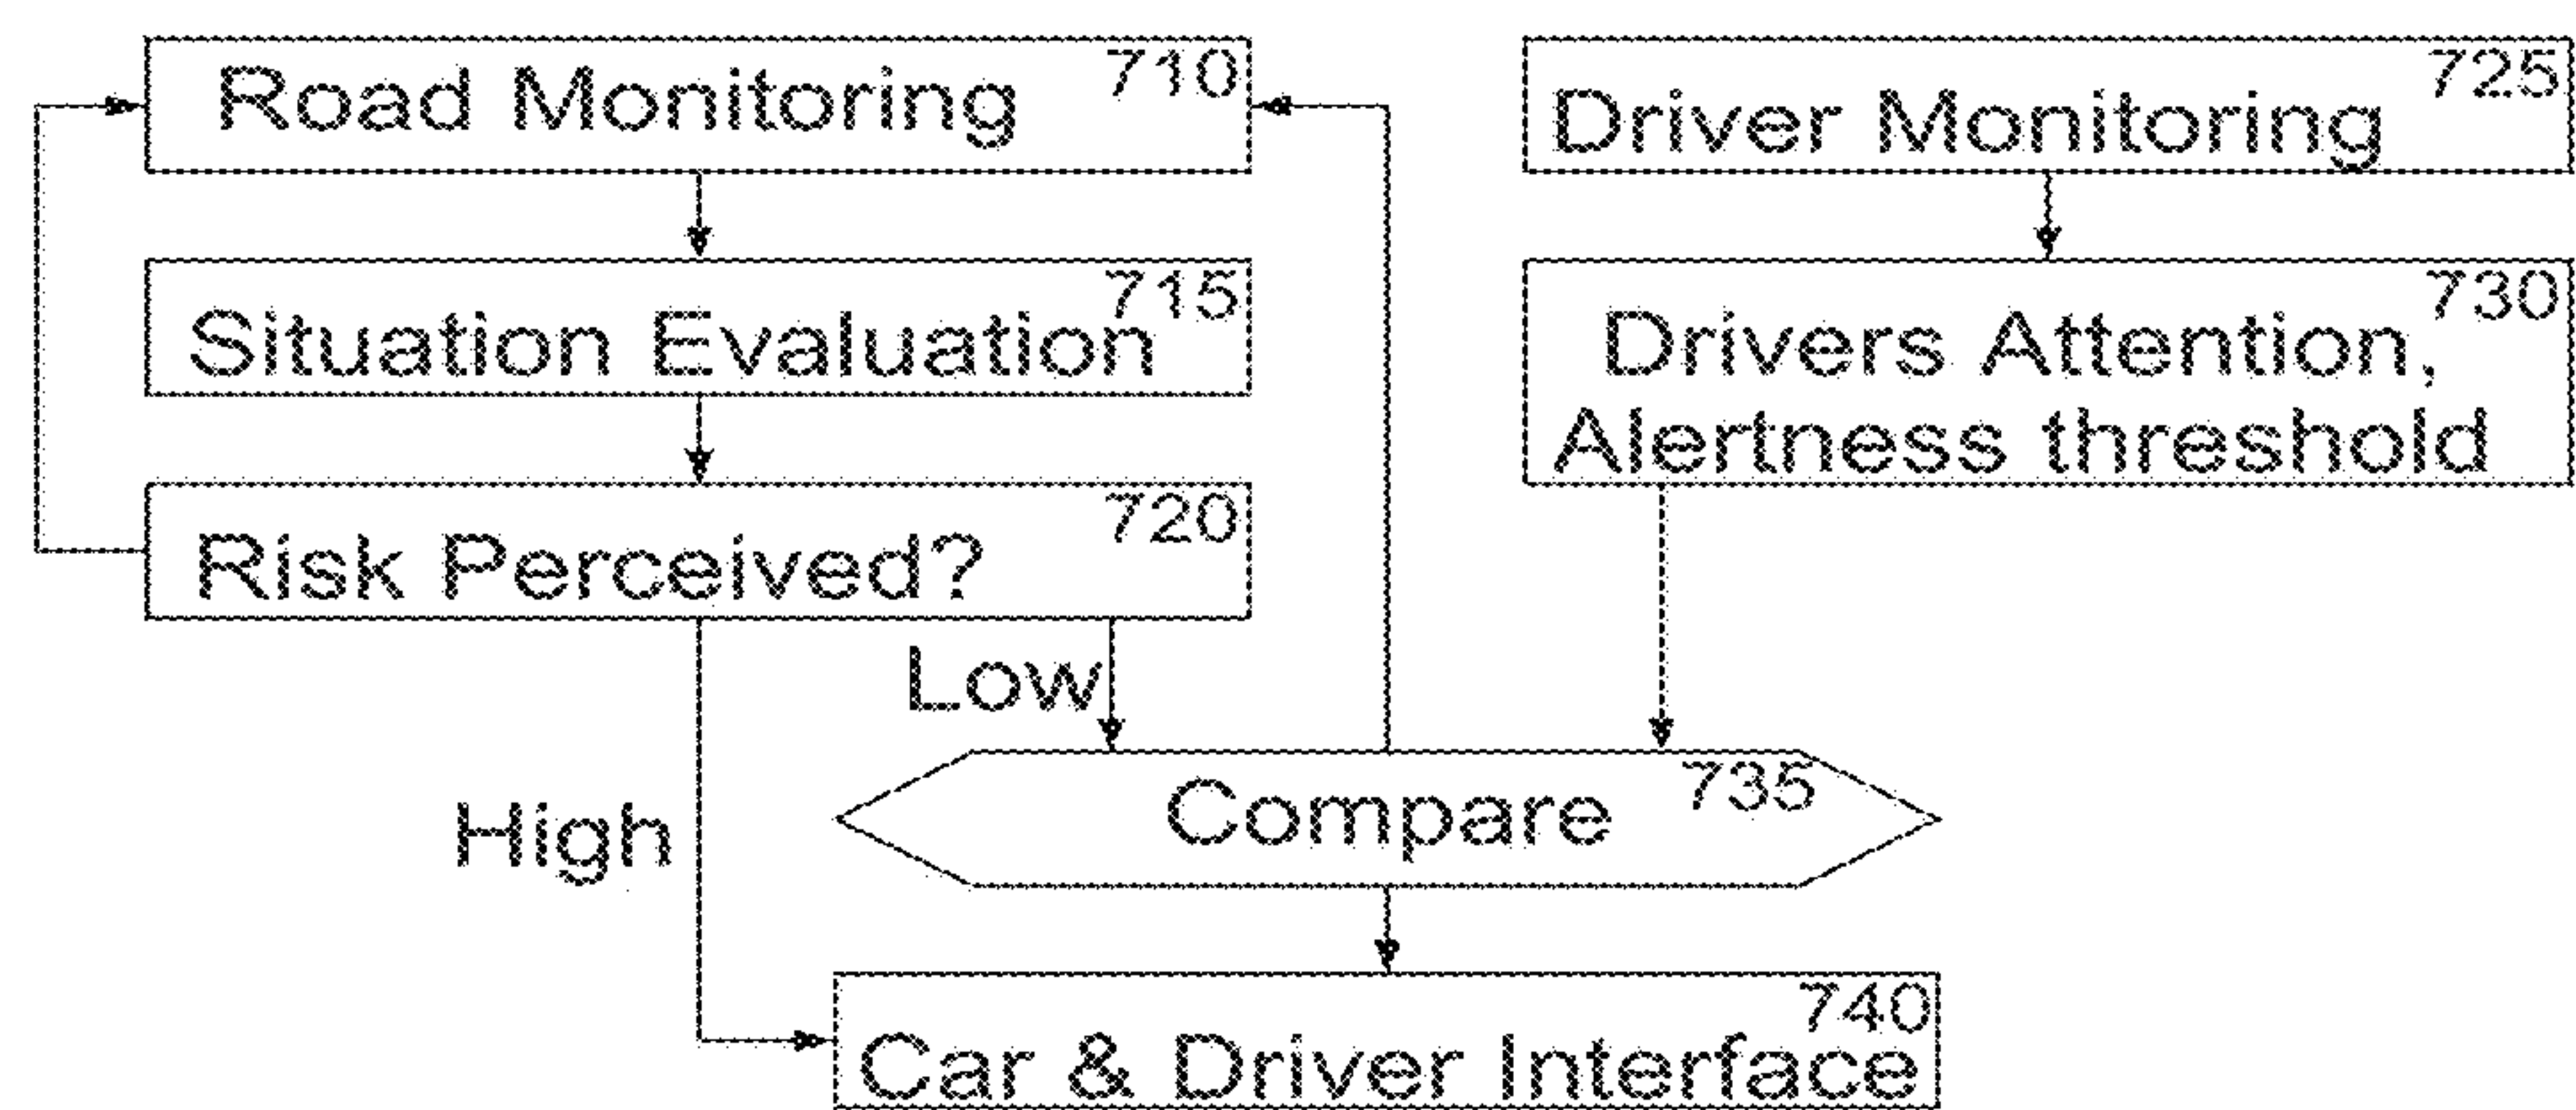 710
Road Monitoring
725
Driver Monitoring
715
Situation Evaluation
730
Drivers Attention,
Alertness threshold
720
Risk Perceived?
Low
High
735
Compare
740
Car & Driver Interface